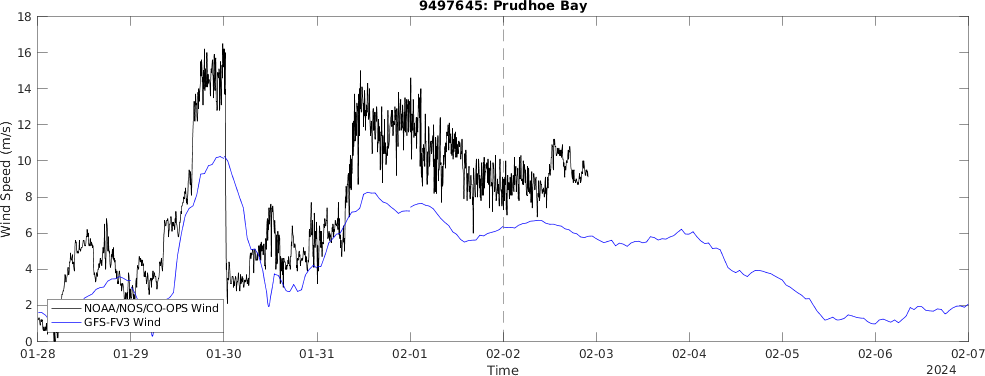 9497645: Prudhoe Bay
18
16
14
12
10
8
6
4
2
0
Wind Speed (m/s)
NOAA/NOS/CO-OPS Wind
GFS-FV3 Wind
01-28 01-29 01-30 01-31 02-01 02-02 02-03 02-04 02-05 02-06 02-07
Time
2024